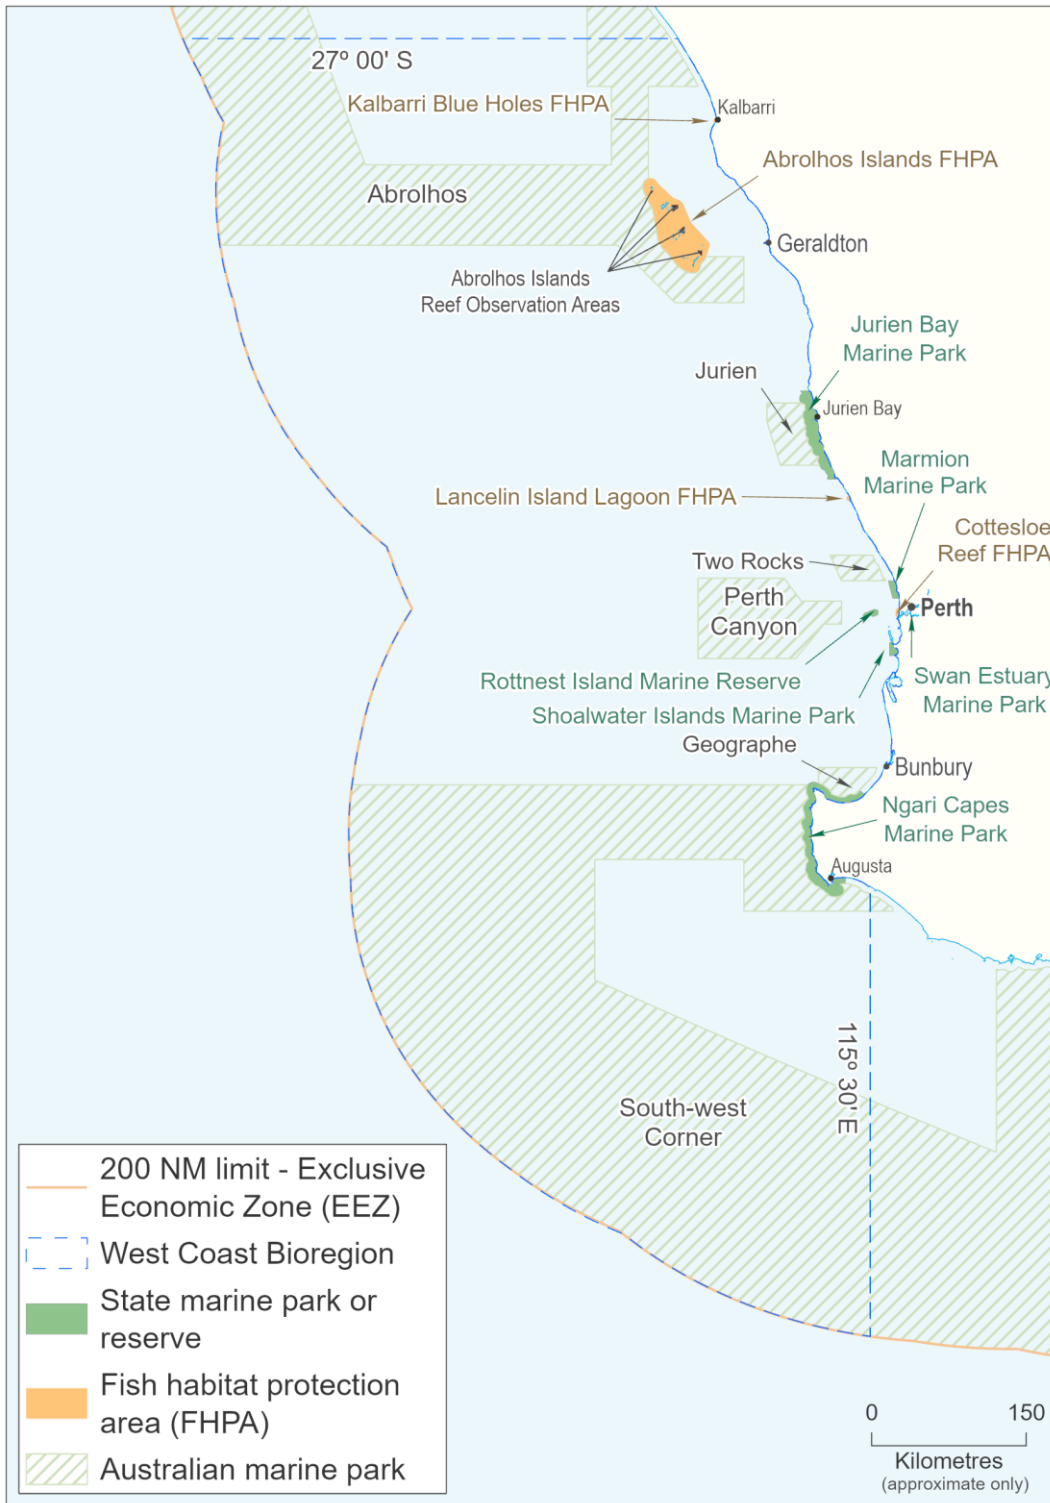 27º 00' S
Kalbarri Blue Holes FHPA
Kalbarri
Abrolhos Islands FHPA
Abrolhos
Geraldton
Abrolhos Islands
Reef Observation Areas
Jurien Bay
Marine Park
Jurien
Jurien Bay
Marmion
Marine Park
Lancelin Island Lagoon FHPA
Cottesloe
Reef FHPA
Two Rocks
Perth
Canyon
Perth
Rottnest Island Marine Reserve
Swan Estuary
Marine Park
Shoalwater Islands Marine Park
Geographe
Bunbury
Ngari Capes
Marine Park
Augusta
115º 30' E
South-west
Corner
200 NM limit - Exclusive
Economic Zone (EEZ)
West Coast Bioregion
State marine park or
reserve
Fish habitat protection
area (FHPA)
Australian marine park
0 150
Kilometres
(approximate only)